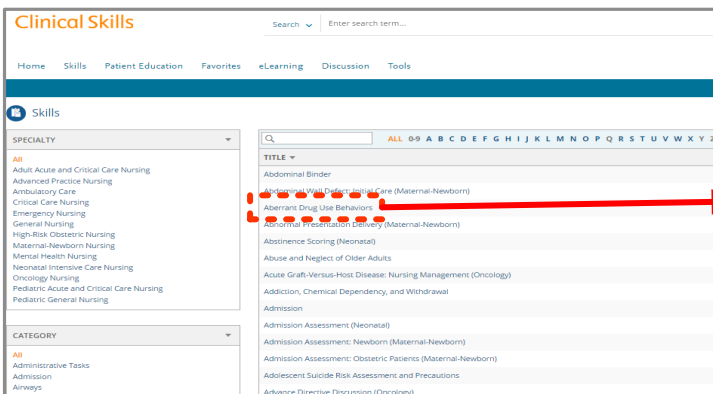 Clinical Skills
Search
Enter search term...
Home Skills Patient Education Favorites eLearning Discussion Tools
Skills
SPECIALTY
All
Adult Acute and Critical Care Nursing
Advanced Practice Nursing
Ambulatory Care
Critical Care Nursing
Emergency Nursing
General Nursing
High-Risk Obstetric Nursing
Maternal-Newborn Nursing
Mental Health Nursing
Neonatal Intensive Care Nursing
Oncology Nursing
Pediatric Acute and Critical Care Nursing
Pediatric General Nursing
CATEGORY
All
Administrative Tasks
Admission
Airways
ALL 0-9 A B C D E F G H I J K L M N O P Q R S T U V W X Y Z
TITLE
Abdominal Binder
Abdominal Wall Defect: Initial Care (Maternal-Newborn)
Aberrant Drug Use Behaviors
Abnormal Presentation Delivery (Maternal-Newborn)
Abstinence Scoring (Neonatal)
Abuse and Neglect of Older Adults
Acute Graft-Versus-Host Disease: Nursing Management (Oncology)
Addiction, Chemical Dependency, and Withdrawal
Admission
Admission Assessment (Neonatal)
Admission Assessment: Newborn (Maternal-Newborn)
Admission Assessment: Obstetric Patients (Maternal-Newborn)
Adolescent Suicide Risk Assessment and Precautions
Advance Directive Discussion (Oncology)